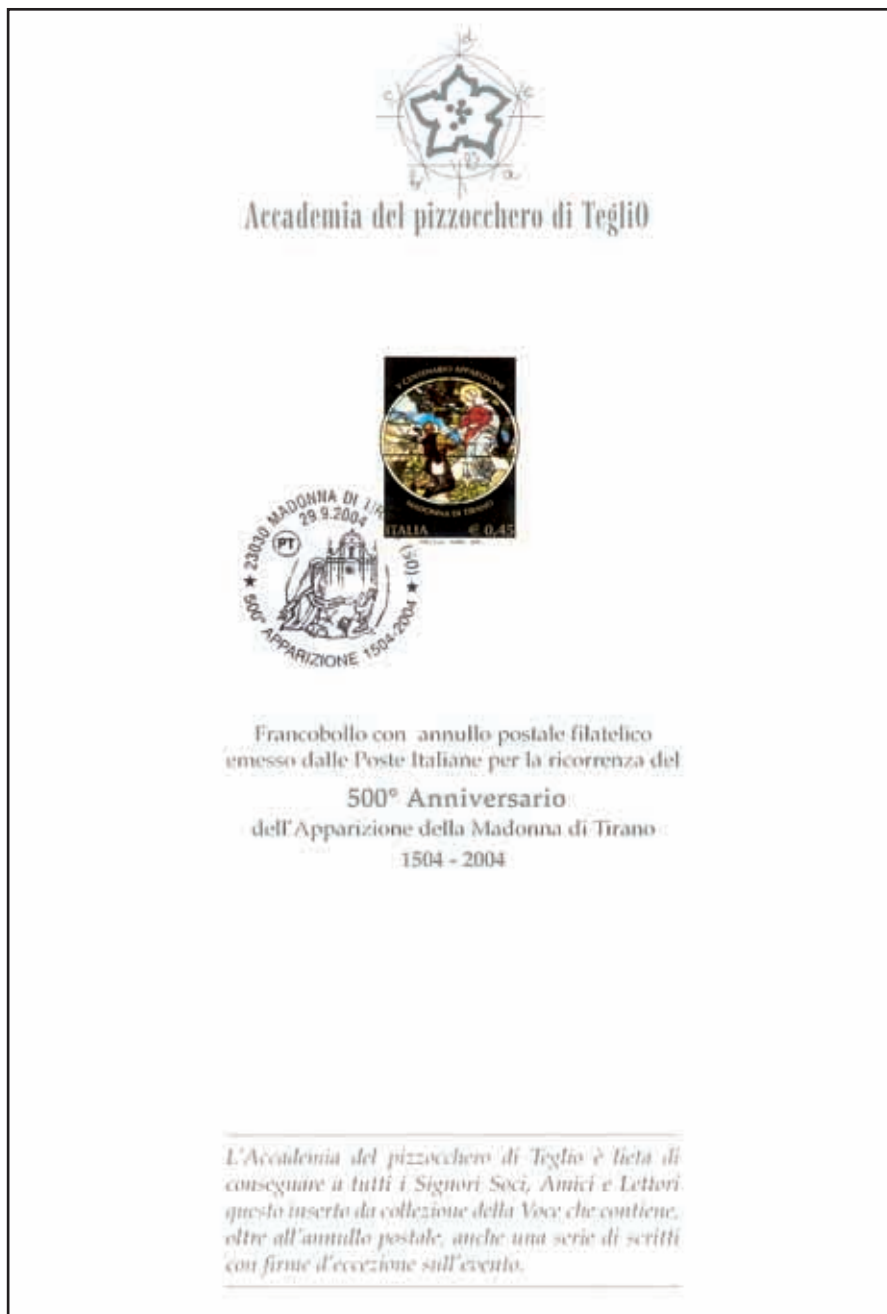 d
c e
b a
Accademia del pizzocchero di TegliO
V CENTENARIO APPARIZIONE
MADONNA DI TIRANO
ITALIA € 0,45
★ 23030 MADONNA DI TIR (SO) ★
29.9.2004
PT
500° APPARIZIONE 1504-2004
Francobollo con annullo postale filatelico
emesso dalle Poste Italiane per la ricorrenza del
500° Anniversario
dell'Apparizione della Madonna di Tirano
1504 - 2004
L'Accademia del pizzocchero di Teglio è lieta di
consegnare a tutti i Signori Soci, Amici e Lettori
questo inserto da collezione della Voce che contiene,
oltre all'annullo postale, anche una serie di scritti
con firme d'eccezione sull'evento.